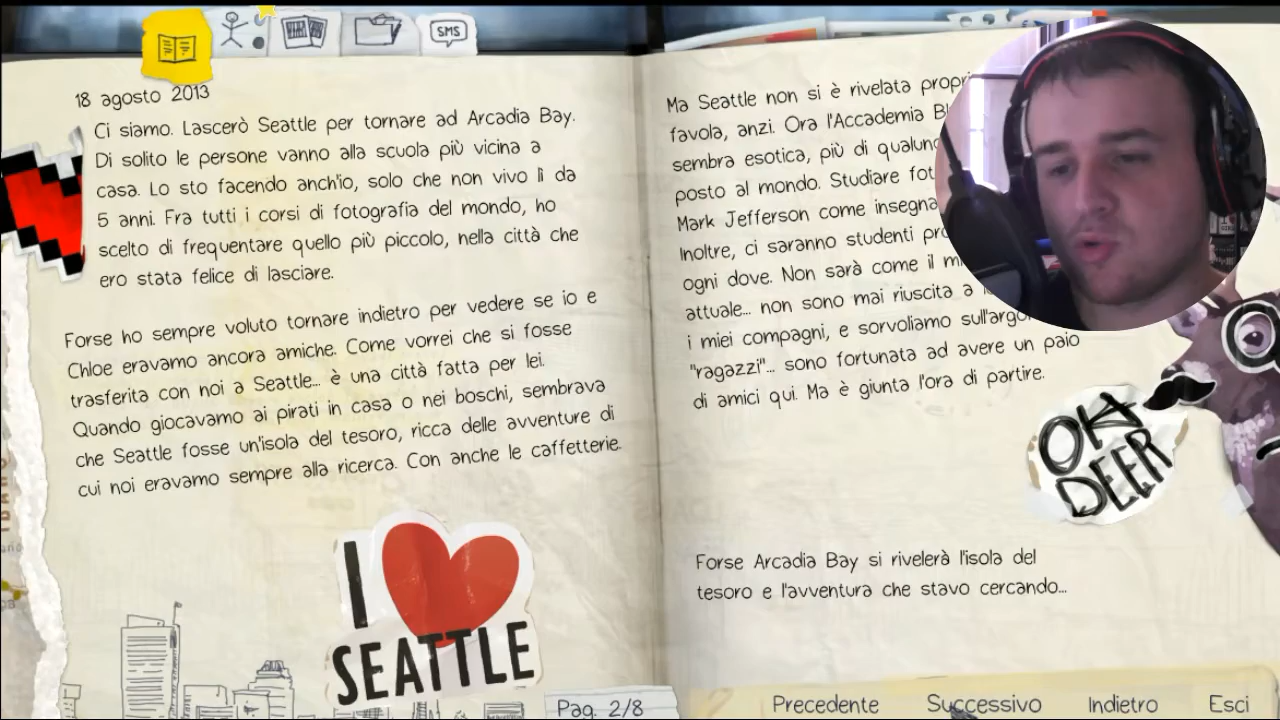 SMS
18 agosto 2013
Ci siamo. Lascerò Seattle per tornare ad Arcadia Bay.
Di solito le persone vanno alla scuola più vicina a
casa. Lo sto facendo anch'io, solo che non vivo lì da
5 anni. Fra tutti i corsi di fotografia del mondo, ho
scelto di frequentare quello più piccolo, nella città che
ero stata felice di lasciare.
Forse ho sempre voluto tornare indietro per vedere se io e
Chloe eravamo ancora amiche. Come vorrei che si fosse
trasferita con noi a Seattle... è una città fatta per lei.
Quando giocavamo ai pirati in casa o nei boschi, sembrava
che Seattle fosse un'isola del tesoro, ricca delle avventure di
cui noi eravamo sempre alla ricerca. Con anche le caffetterie.
I
SEATTLE
Pag. 2/8
Ma Seattle non si è rivelata
favola, anzi. Ora l'Accademia
sembra esotica, più di
posto al mondo. Studiare
Mark Jefferson come
Inoltre, ci saranno studenti
ogni dove. Non sarà come il
attuale... non sono mai riuscita a
i miei compagni, e sorvoliamo
"ragazzi"... sono fortunata ad avere un paio
di amici qui. Ma è giunta l'ora di partire.
OH
DEER
Forse Arcadia Bay si rivelerà l'isola del
tesoro e l'avventura che stavo cercando...
Precedente Successivo Indietro Esci